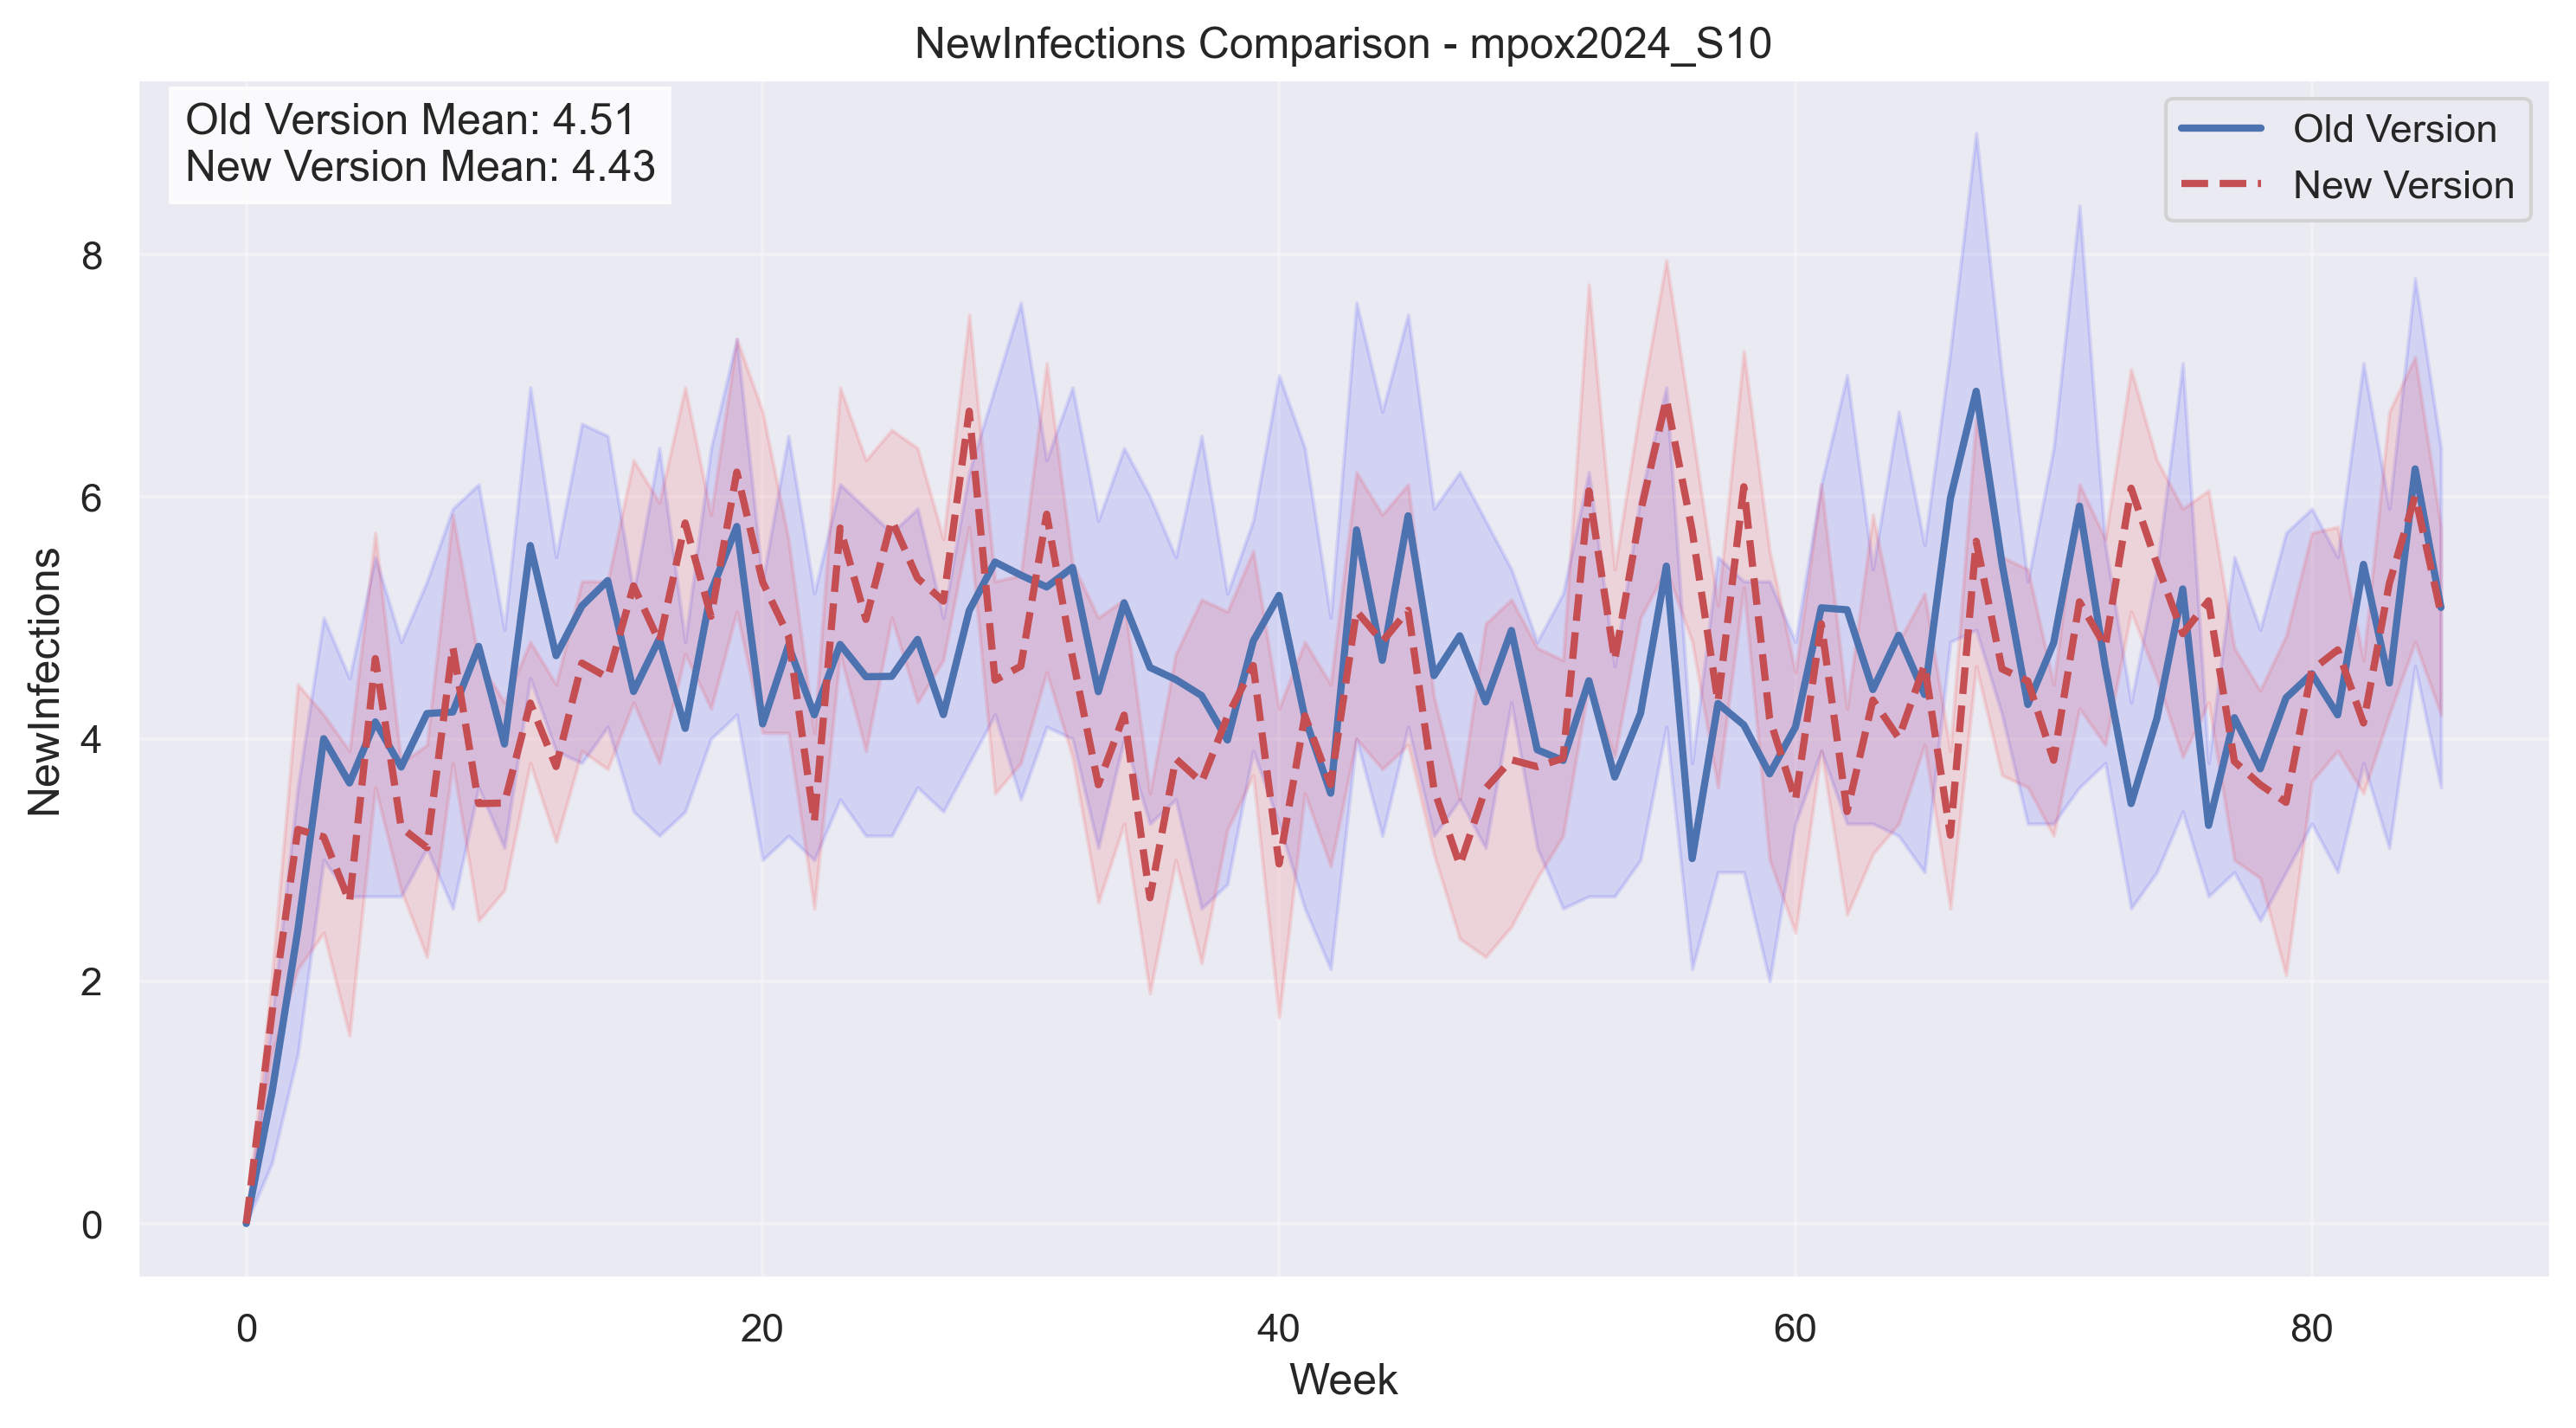 NewInfections Comparison - mpox2024_S10
Old Version Mean: 4.51
New Version Mean: 4.43
Old Version
New Version
NewInfections
8
6
4
2
0
0 20 40 60 80
Week